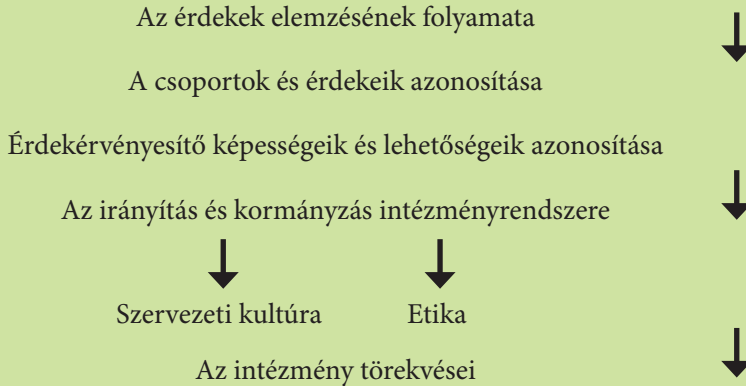 Az érdekek elemzésének folyamata
A csoportok és érdekeik azonosítása
Érdekérvényesítő képességeik és lehetőségeik azonosítása
Az irányítás és kormányzás intézményrendszere
Szervezeti kultúra Etika
Az intézmény törekvései